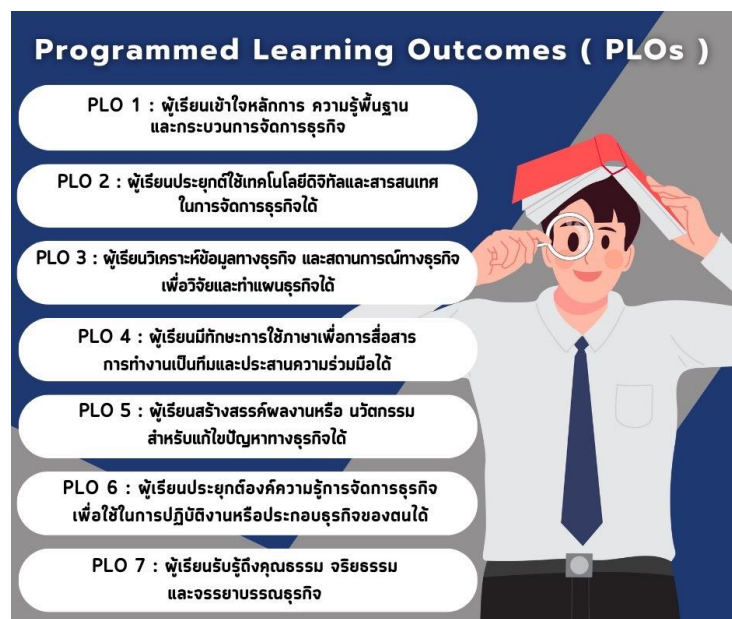 Programmed Learning Outcomes ( PLOs )
PLO 1 : ผู้เรียนเข้าใจหลักการ ความรู้พื้นฐาน
และกระบวนการจัดการธุรกิจ
PLO 2 : ผู้เรียนประยุกต์ใช้เทคโนโลยีดิจิทัลและสารสนเทศ
ในการจัดการธุรกิจได้
PLO 3 : ผู้เรียนวิเคราะห์ข้อมูลทางธุรกิจ และสถานการณ์ทางธุรกิจ
เพื่อวิจัยและทำแผนธุรกิจได้
PLO 4 : ผู้เรียนมีทักษะการใช้ภาษาเพื่อการสื่อสาร
การทำงานเป็นทีมและประสานความร่วมมือได้
PLO 5 : ผู้เรียนสร้างสรรค์ผลงานหรือ นวัตกรรม
สำหรับแก้ไขปัญหาทางธุรกิจได้
PLO 6 : ผู้เรียนประยุกต์องค์ความรู้การจัดการธุรกิจ
เพื่อใช้ในการปฏิบัติงานหรือประกอบธุรกิจของตนได้
PLO 7 : ผู้เรียนรับรู้ถึงคุณธรรม จริยธรรม
และจรรยาบรรณธุรกิจ